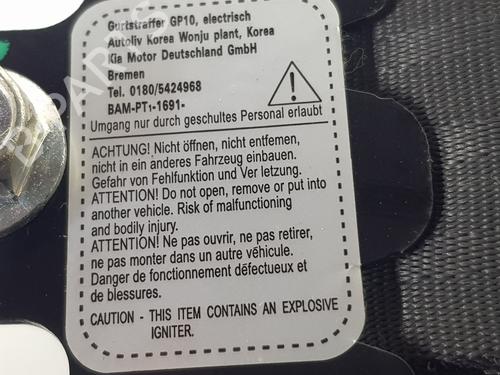 Gurtstraffer GP10, electrisch
Autoliv Korea Wonju plant, Korea
Kia Motor Deutschland GmbH
Bremen
Tel. 0180/5424968
BAM-PT1-1691-
Umgang nur durch geschultes Personal erlaubt
ACHTUNG! Nicht öffnen, nicht entfernen,
nicht in ein anderes Fahrzeug einbauen.
Gefahr von Fehlfunktion und Ver letzung.
ATTENTION! Do not open, remove or put into
another vehicle. Risk of malfunctioning
and bodily injury.
ATTENTION! Ne pas ouvrir, ne pas retirer,
ne pas monter dans un autre véhicule.
Danger de fonctionnement défectueux et
de blessures.
CAUTION - THIS ITEM CONTAINS AN EXPLOSIVE
IGNITER.